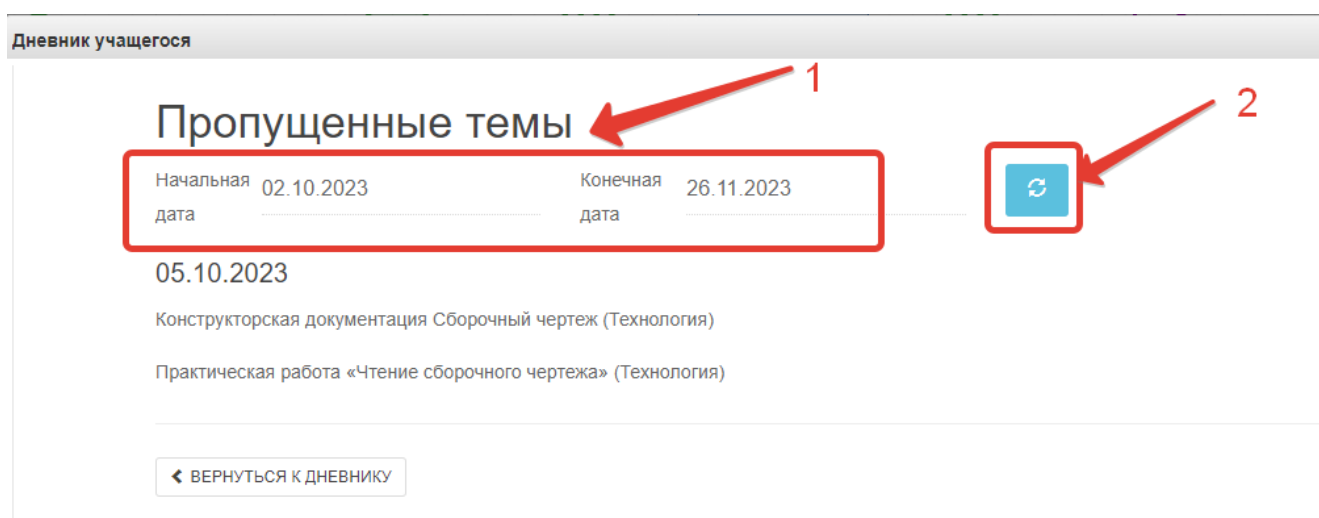 Дневник учащегося
1
2
Пропущенные темы
Начальная дата 02.10.2023 Конечная дата 26.11.2023
05.10.2023
Конструкторская документация Сборочный чертеж (Технология)
Практическая работа «Чтение сборочного чертежа» (Технология)
ВЕРНУТЬСЯ К ДНЕВНИКУ